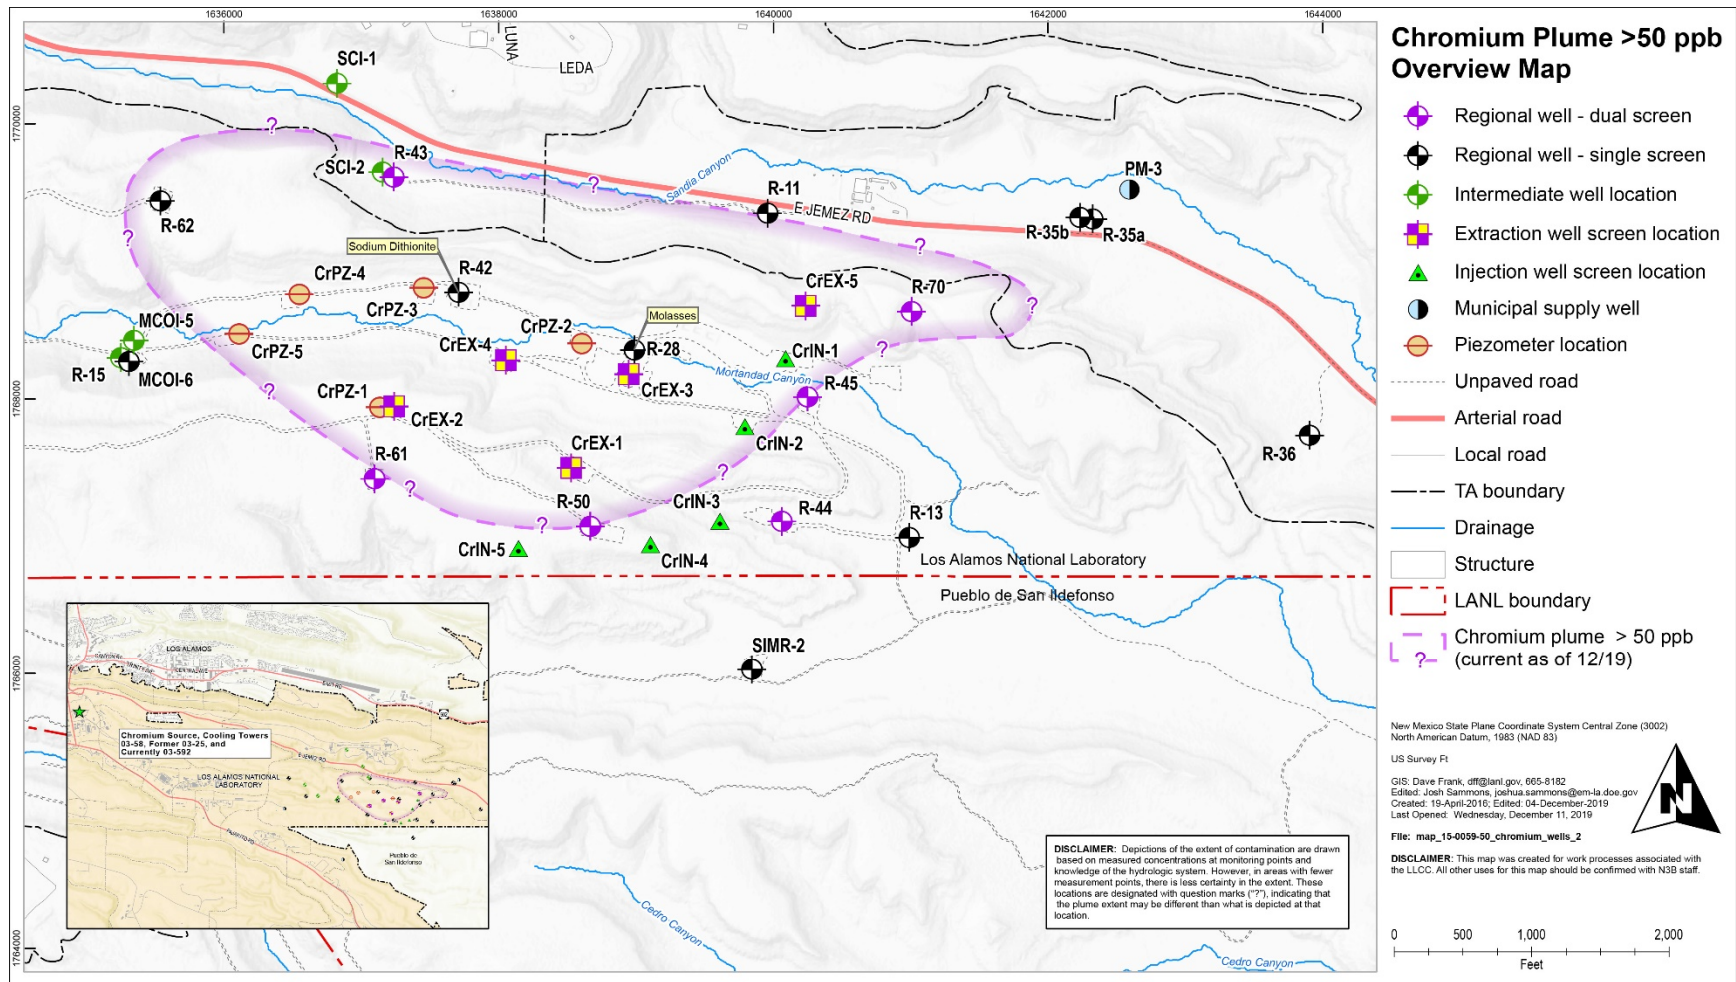 1636000
1638000
1640000
1642000
1644000
1770000
1768000
1766000
1764000
SCI-1
LUNA
LEDA
?
R-43
SCI-2
?
Sandia Canyon
PM-3
R-11
E JEMEZ RD
R-35b
R-35a
R-62
?
?
Sodium Dithionite
CrPZ-4
R-42
CrPZ-3
CrEX-5
R-70
?
MCOI-5
CrPZ-2
Molasses
CrPZ-5
CrEX-4
R-28
CrIN-1
?
R-15
MCOI-6
CrEX-3
Mortandad Canyon
R-45
?
CrPZ-1
CrEX-2
CrIN-2
R-36
R-61
CrEX-1
?
?
R-50
CrIN-3
R-44
R-13
?
CrIN-5
CrIN-4
Los Alamos National Laboratory
Pueblo de San Ildefonso
SIMR-2
Cedro Canyon
Cedro Canyon
LOS ALAMOS
Chromium Source, Cooling Towers
03-58, Former 03-25, and
Currently 03-592
E JEMEZ RD
LOS ALAMOS NATIONAL
LABORATORY
Pueblo de
San Ildefonso
DISCLAIMER: Depictions of the extent of contamination are drawn
based on measured concentrations at monitoring points and
knowledge of the hydrologic system. However, in areas with fewer
measurement points, there is less certainty in the extent. These
locations are designated with question marks ("?"), indicating that
the plume extent may be different than what is depicted at that
location.
Chromium Plume >50 ppb
Overview Map
Regional well - dual screen
Regional well - single screen
Intermediate well location
Extraction well screen location
Injection well screen location
Municipal supply well
Piezometer location
Unpaved road
Arterial road
Local road
TA boundary
Drainage
Structure
LANL boundary
Chromium plume > 50 ppb
?
(current as of 12/19)
New Mexico State Plane Coordinate System Central Zone (3002)
North American Datum, 1983 (NAD 83)
US Survey Ft
GIS: Dave Frank, dff@lanl.gov, 665-8182
Edited: Josh Sammons, joshua.sammons@em-la.doe.gov
Created: 19-April-2016; Edited: 04-December-2019
Last Opened: Wednesday, December 11, 2019
File: map_15-0059-50_chromium_wells_2
N
DISCLAIMER: This map was created for work processes associated with
the LLCC. All other uses for this map should be confirmed with N3B staff.
0 500 1,000 2,000
Feet